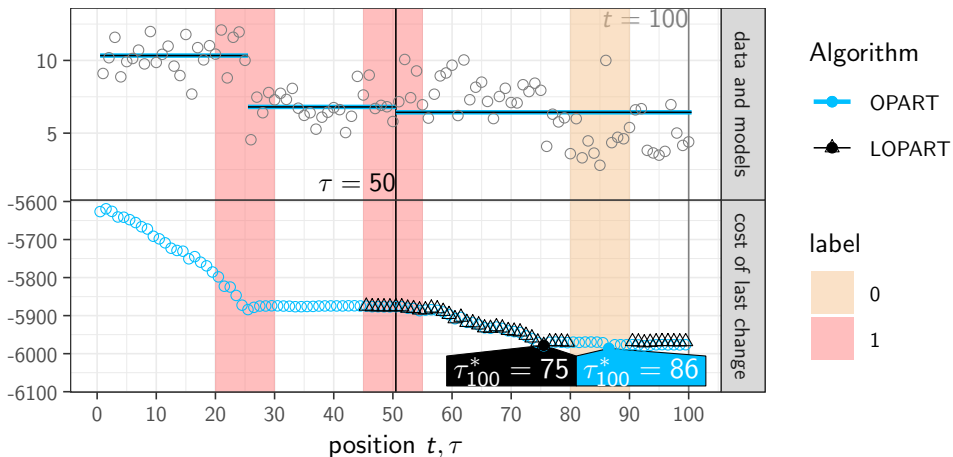 t = 100
10
5
τ = 50
data and models
-5600
-5700
-5800
-5900
-6000
-6100
cost of last change
τ*100 = 75
τ*100 = 86
0 10 20 30 40 50 60 70 80 90 100
position t, τ
Algorithm
OPART
LOPART
label
0
1